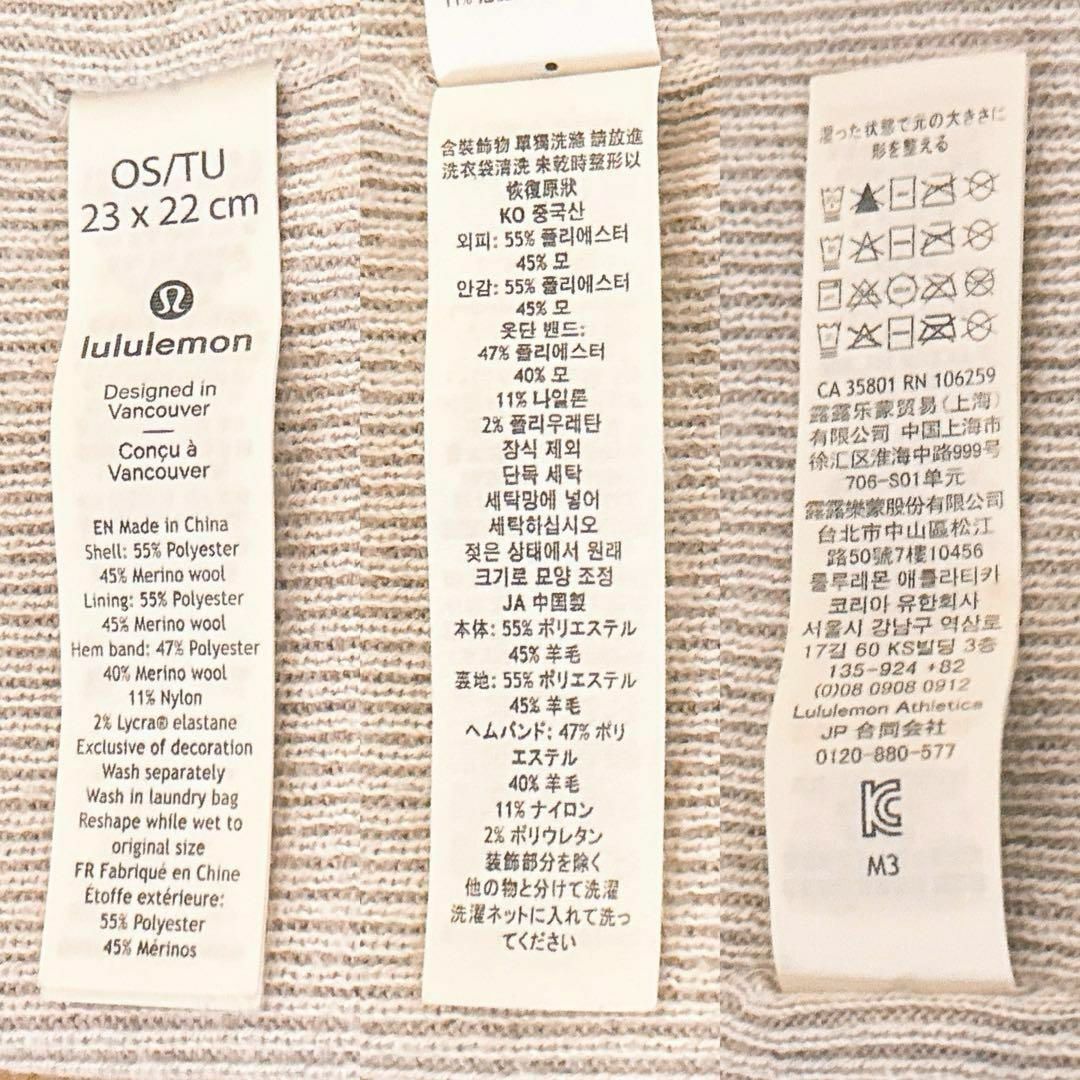 OS/TU
23 x 22 cm
lululemon
Designed in
Vancouver
Conçu à
Vancouver
EN Made in China
Shell: 55% Polyester
45% Merino wool
Lining: 55% Polyester
45% Merino wool
Hem band: 47% Polyester
40% Merino wool
11% Nylon
2% Lycra® elastane
Exclusive of decoration
Wash separately
Wash in laundry bag
Reshape while wet to
original size
FR Fabriqué en Chine
Étoffe extérieure:
55% Polyester
45% Mérinos
含裝飾物 單獨洗滌 請放進
洗衣袋清洗 未乾時整形以
恢復原狀
KO 중국산
외피: 55% 폴리에스터
45% 모
안감: 55% 폴리에스터
45% 모
옷단 밴드:
47% 폴리에스터
40% 모
11% 나일론
2% 폴리우레탄
장식 제외
단독 세탁
세탁망에 넣어
세탁하십시오
젖은 상태에서 원래
크기로 모양 조정
JA 中国製
本体: 55% ポリエステル
45% 羊毛
裏地: 55% ポリエステル
45% 羊毛
ヘムバンド: 47% ポリ
エステル
40% 羊毛
11% ナイロン
2% ポリウレタン
装飾部分を除く
他の物と分けて洗濯
洗濯ネットに入れて洗っ
てください
湿った状態で元の大きさに
形を整える
CA 35801 RN 106259
露露乐蒙贸易(上海)
有限公司 中国上海市
徐汇区淮海中路999号
706-S01单元
露露樂蒙股份有限公司
台北市中山區松江
路50號7樓10456
룰루레몬 애틀라티카
코리아 유한회사
서울시 강남구 역삼로
17길 60 KS빌딩 3층
135-924 +82
(0)08 0908 0912
Lululemon Athletica
JP 合同会社
0120-880-577
M3